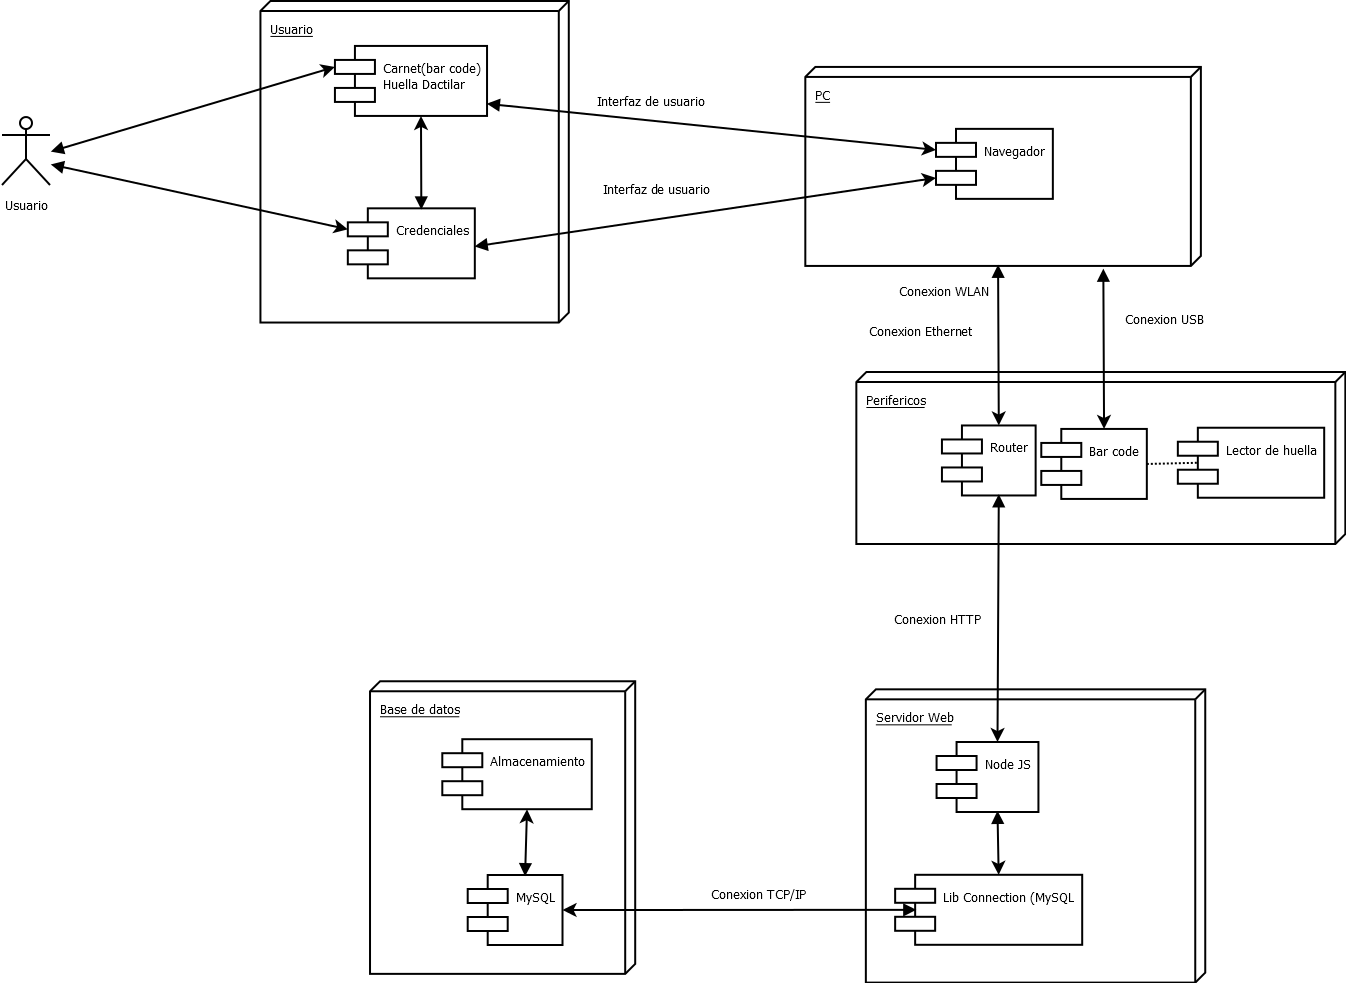 Usuario
Usuario
Carnet(bar code)
Huella Dactilar
Credenciales
Interfaz de usuario
Interfaz de usuario
PC
Navegador
Conexion WLAN
Conexion Ethernet
Conexion USB
Perifericos
Router
Bar code
Lector de huella
Conexion HTTP
Base de datos
Almacenamiento
MySQL
Conexion TCP/IP
Servidor Web
Node JS
Lib Connection (MySQL